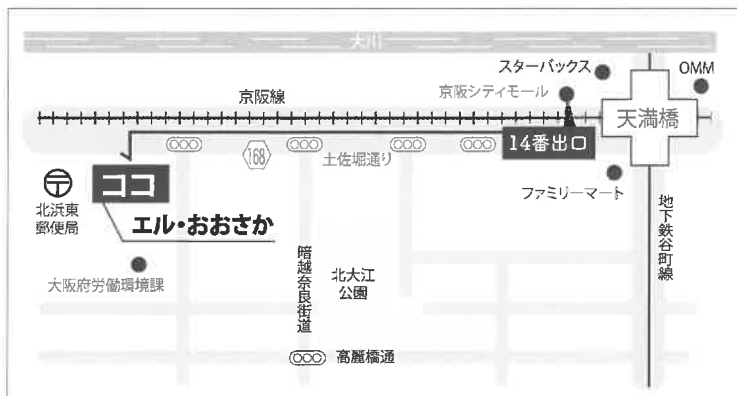 大川
スターバックス
OMM
京阪シティモール
京阪線
天満橋
14番出口
168
土佐堀通り
ココ
ファミリーマート
北浜東
郵便局
エル・おおさか
地下鉄谷町線
大阪府労働環境課
暗越奈良街道
北大江
公園
高麗橋通